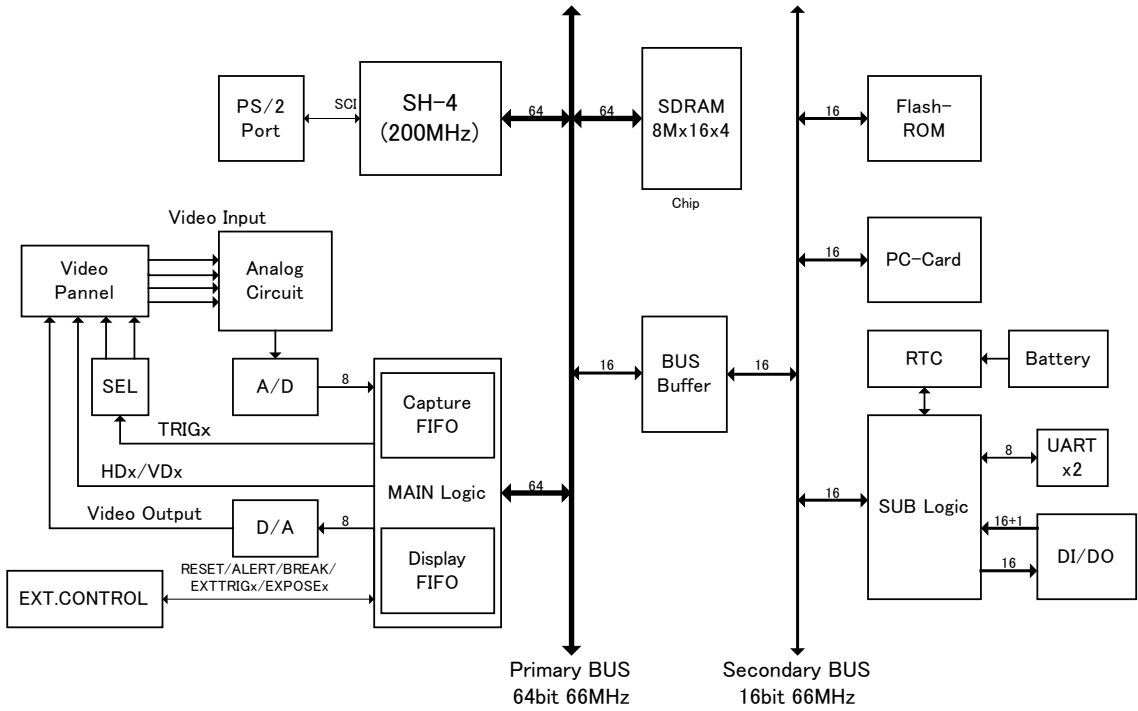 PS/2
Port
SCI
SH-4
(200MHz)
64
64
SDRAM
8Mx16x4
Chip
16
Flash-
ROM
Video Input
Video
Pannel
Analog
Circuit
16
PC-Card
SEL
A/D
8
Capture
FIFO
16
BUS
Buffer
16
RTC
Battery
TRIGx
HDx/VDx
MAIN Logic
64
16
SUB Logic
8
UART
x2
Video Output
D/A
8
Display
FIFO
16+1
16
DI/DO
EXT.CONTROL
RESET/ALERT/BREAK/
EXTTRIGx/EXPOSEx
Primary BUS
64bit 66MHz
Secondary BUS
16bit 66MHz